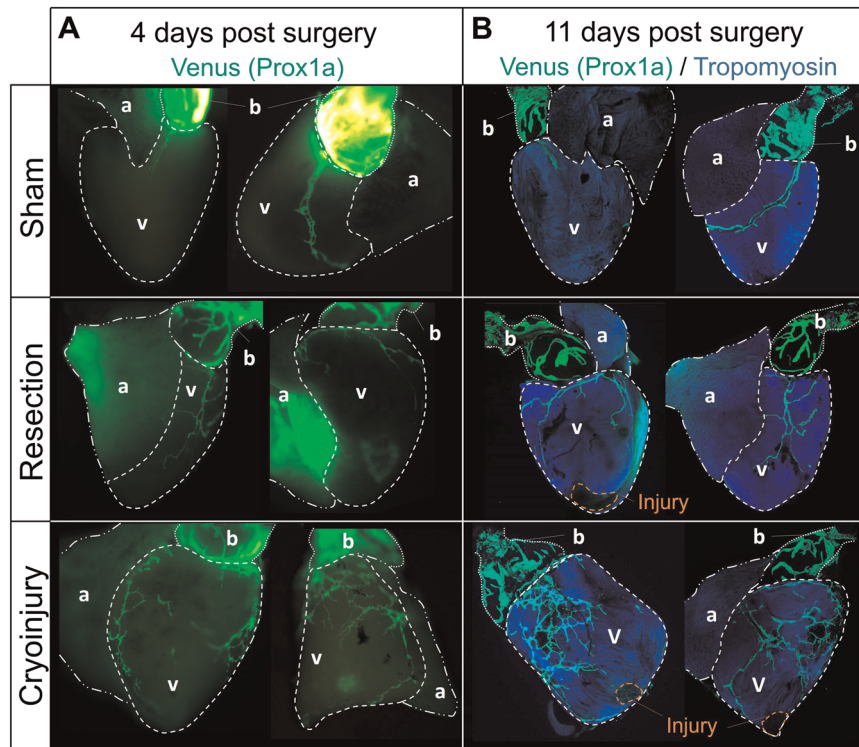 A
4 days post surgery
Venus (Prox1a)
B
11 days post surgery
Venus (Prox1a) / Tropomyosin
Sham
a
b
v
v
a
b
a
v
a
b
v
Resection
a
v
b
a
v
b
b
a
v
Injury
a
b
v
Cryoinjury
a
b
v
b
v
a
b
V
Injury
b
a
V